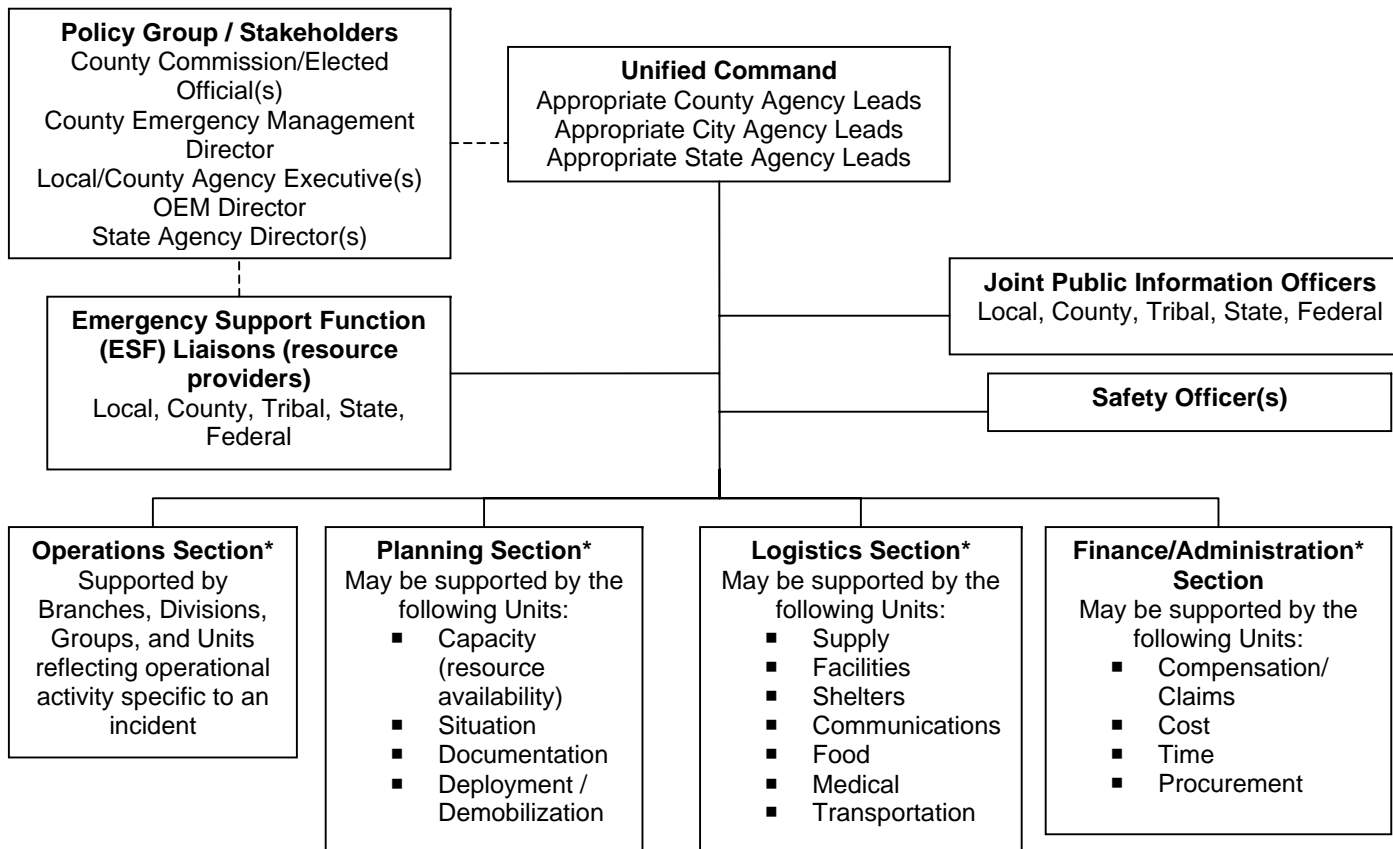 Policy Group / Stakeholders
County Commission/Elected
Official(s)
County Emergency Management
Director
Local/County Agency Executive(s)
OEM Director
State Agency Director(s)
Unified Command
Appropriate County Agency Leads
Appropriate City Agency Leads
Appropriate State Agency Leads
Joint Public Information Officers
Local, County, Tribal, State, Federal
Emergency Support Function
(ESF) Liaisons (resource
providers)
Local, County, Tribal, State,
Federal
Safety Officer(s)
Operations Section*
Supported by
Branches, Divisions,
Groups, and Units
reflecting operational
activity specific to an
incident
Planning Section*
May be supported by the
following Units:
▪ Capacity
(resource
availability)
▪ Situation
▪ Documentation
▪ Deployment /
Demobilization
Logistics Section*
May be supported by the
following Units:
▪ Supply
▪ Facilities
▪ Shelters
▪ Communications
▪ Food
▪ Medical
▪ Transportation
Finance/Administration*
Section
May be supported by the
following Units:
▪ Compensation/
Claims
▪ Cost
▪ Time
▪ Procurement